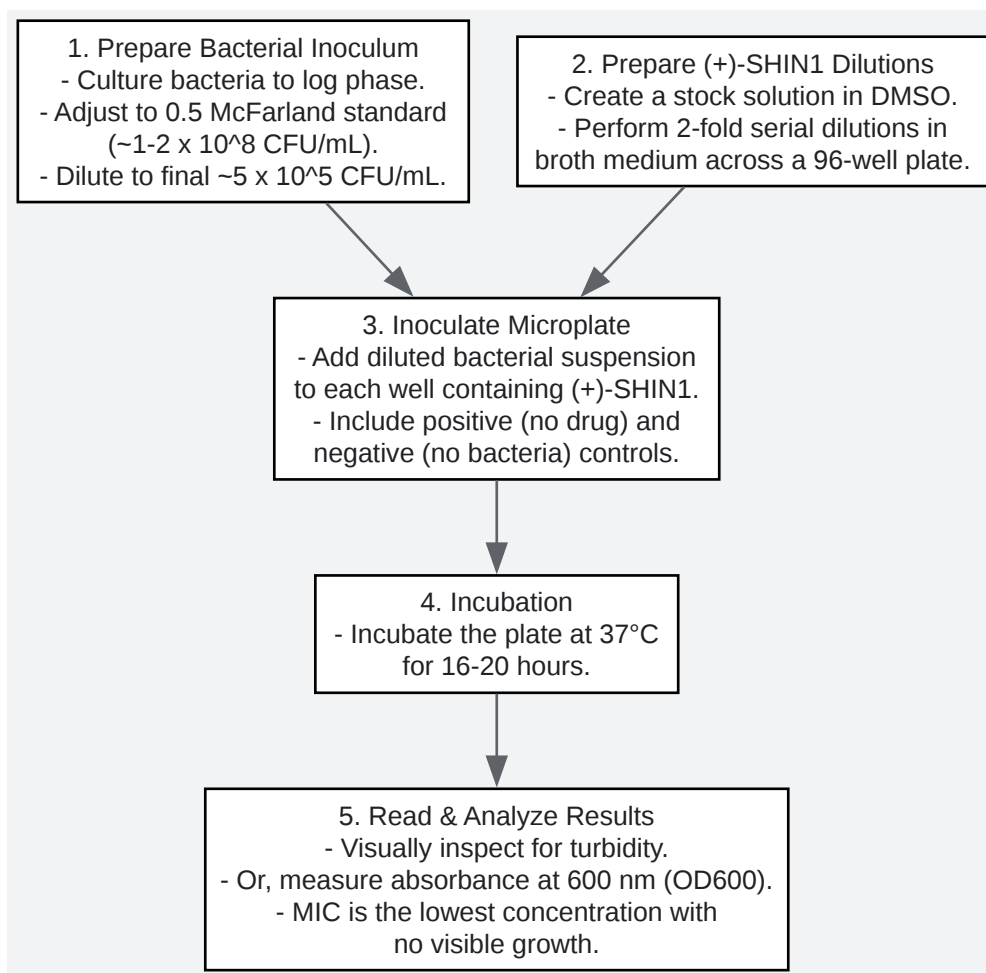 1. Prepare Bacterial Inoculum
- Culture bacteria to log phase.
- Adjust to 0.5 McFarland standard
(~1-2 x 10^8 CFU/mL).
- Dilute to final ~5 x 10^5 CFU/mL.
2. Prepare (+)-SHIN1 Dilutions
- Create a stock solution in DMSO.
- Perform 2-fold serial dilutions in
broth medium across a 96-well plate.
3. Inoculate Microplate
- Add diluted bacterial suspension
to each well containing (+)-SHIN1.
- Include positive (no drug) and
negative (no bacteria) controls.
4. Incubation
- Incubate the plate at 37°C
for 16-20 hours.
5. Read & Analyze Results
- Visually inspect for turbidity.
- Or, measure absorbance at 600 nm (OD600).
- MIC is the lowest concentration with
no visible growth.